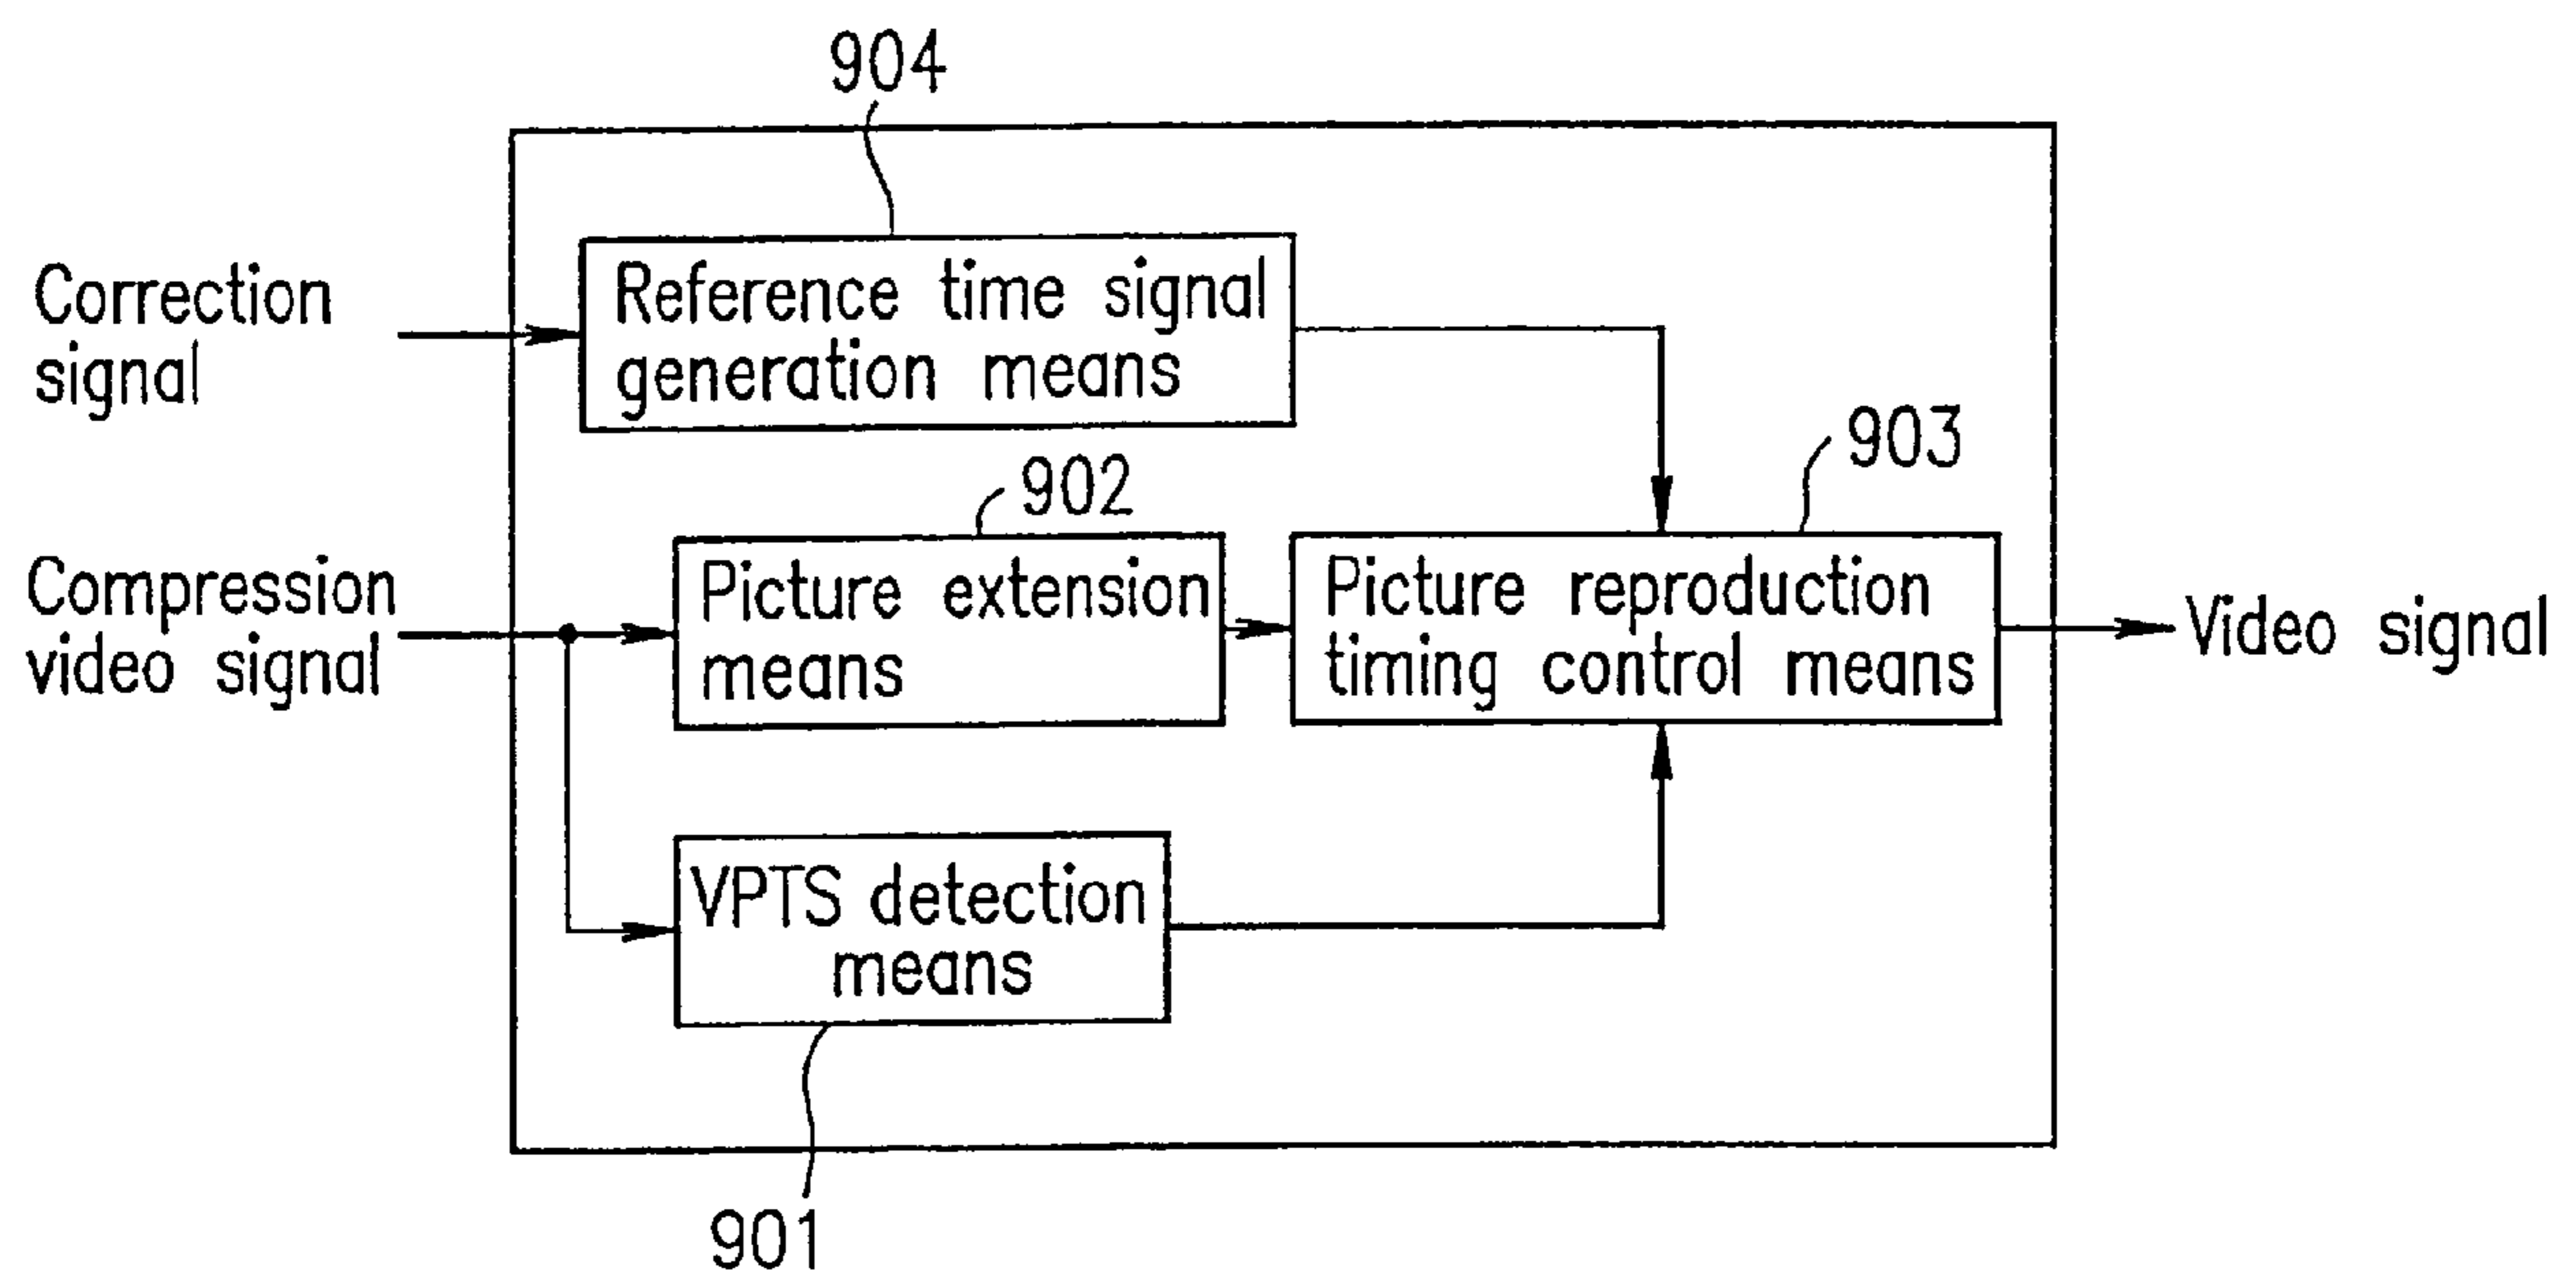 904
Correction
signal
Reference time signal
generation means
902
903
Compression
video signal
Picture extension
means
Picture reproduction
timing control means
Video signal
VPTS detection
means
901